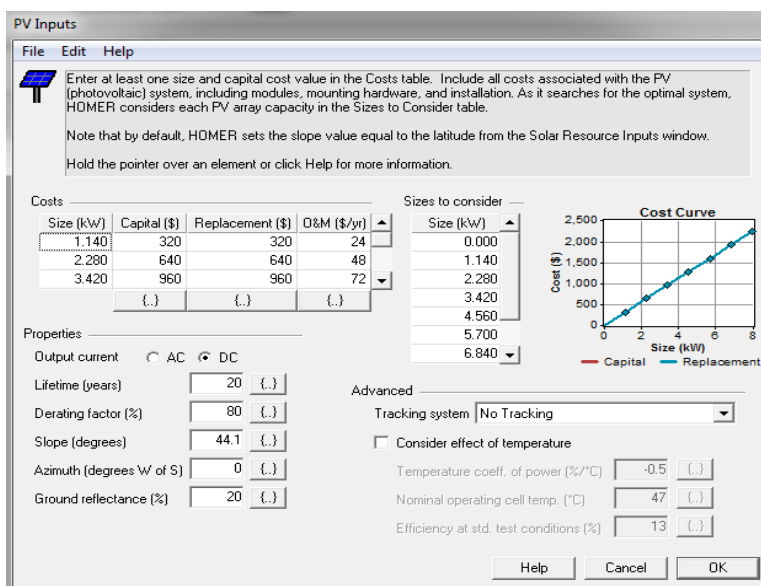 PV Inputs
File Edit Help
Enter at least one size and capital cost value in the Costs table. Include all costs associated with the PV
(photovoltaic) system, including modules, mounting hardware, and installation. As it searches for the optimal system,
HOMER considers each PV array capacity in the Sizes to Consider table.
Note that by default, HOMER sets the slope value equal to the latitude from the Solar Resource Inputs window.
Hold the pointer over an element or click Help for more information.
Costs
Size (kW) Capital ($) Replacement ($) O&M ($/yr)
1.140 320 320 24
2.280 640 640 48
3.420 960 960 72
{..} {..} {..}
Sizes to consider
Size (kW)
0.000
1.140
2.280
3.420
4.560
5.700
6.840
Cost Curve
2,500
2,000
1,500
1,000
500
0
Cost ($)
0 2 4 6 8
Size (kW)
Capital Replacement
Properties
Output current AC DC
Lifetime (years) 20 {..}
Derating factor (%) 80 {..}
Slope (degrees) 44.1 {..}
Azimuth (degrees W of S) 0 {..}
Ground reflectance (%) 20 {..}
Advanced
Tracking system No Tracking
Consider effect of temperature
Temperature coeff. of power (%/°C) -0.5 {..}
Nominal operating cell temp. (°C) 47 {..}
Efficiency at std. test conditions (%) 13 {..}
Help Cancel OK